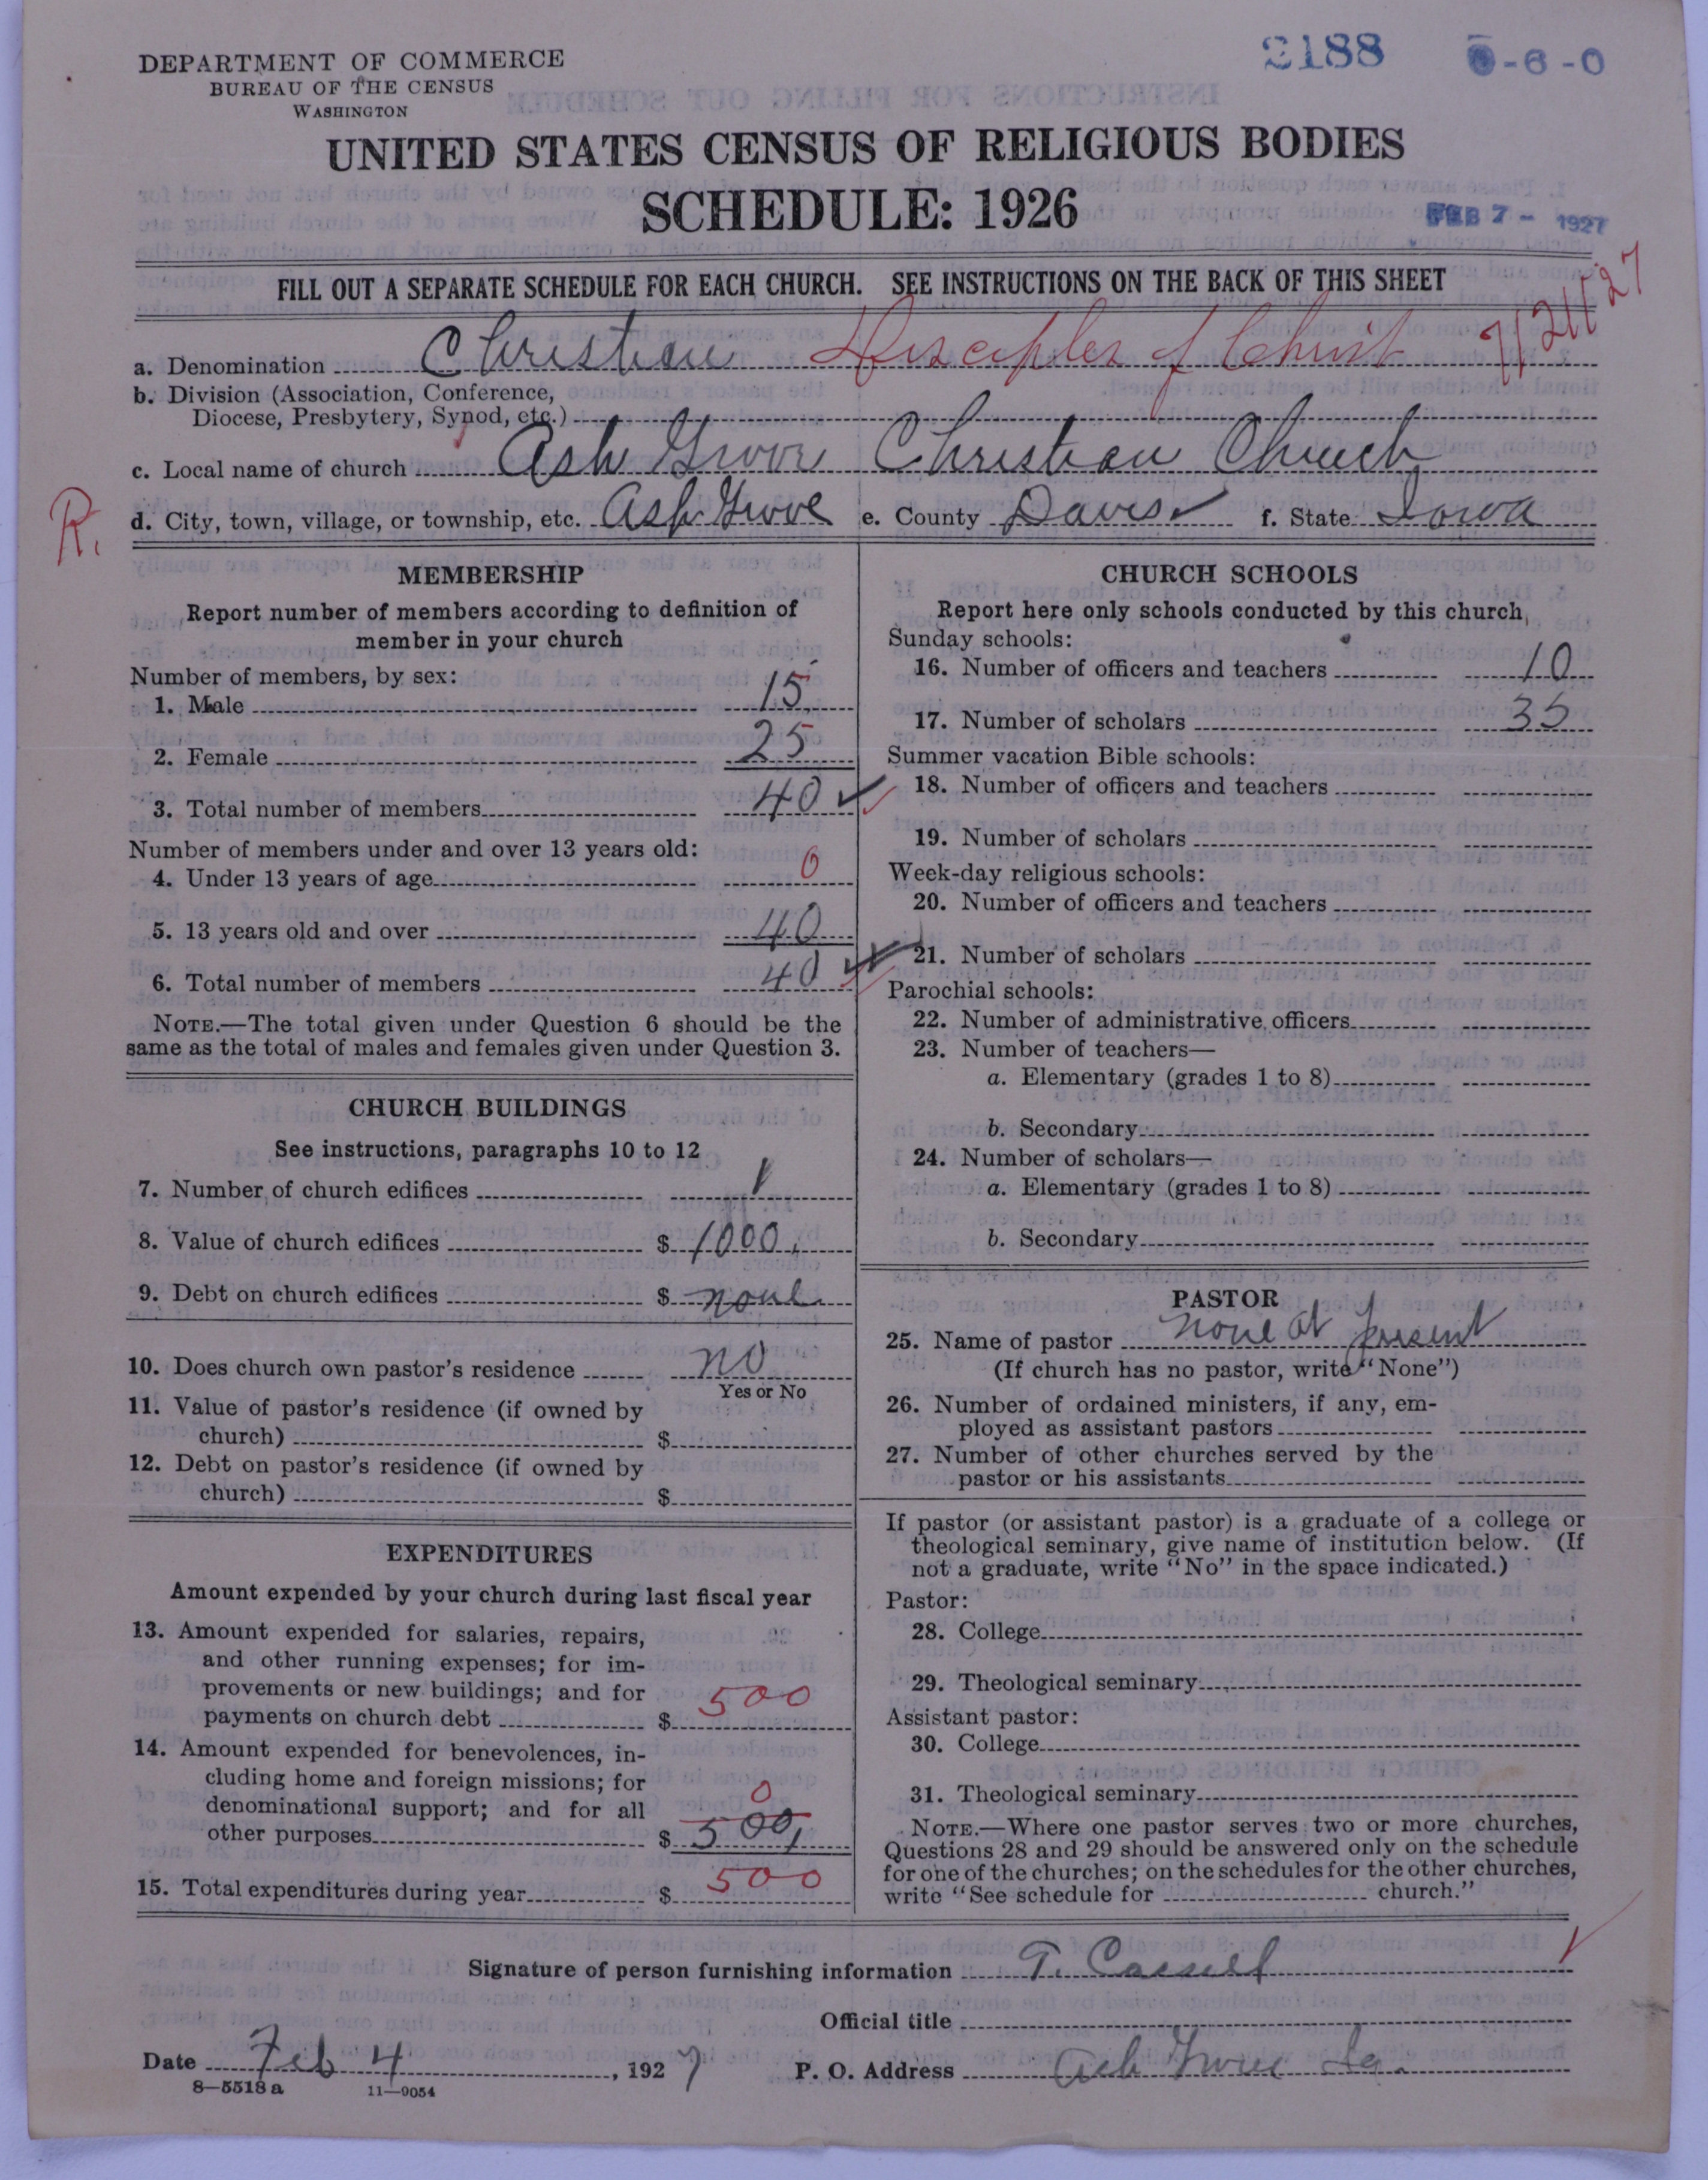 DEPARTMENT OF COMMERCE
BUREAU OF THE CENSUS
WASHINGTON
2188
-6-0
UNITED STATES CENSUS OF RELIGIOUS BODIES
SCHEDULE: 1926
FEB 7 - 1927
FILL OUT A SEPARATE SCHEDULE FOR EACH CHURCH. SEE INSTRUCTIONS ON THE BACK OF THIS SHEET
a. Denomination Christian Disciples of Christ 7/21/27
b. Division (Association, Conference,
Diocese, Presbytery, Synod, etc.)
c. Local name of church Ash Grove Christian Church
R.
d. City, town, village, or township, etc. Ash Grove e. County Davis f. State Iowa
MEMBERSHIP
Report number of members according to definition of
member in your church
Number of members, by sex:
1. Male 15
2. Female 25
3. Total number of members 40
Number of members under and over 13 years old:
4. Under 13 years of age 0
5. 13 years old and over 40
6. Total number of members 40
NOTE.—The total given under Question 6 should be the
same as the total of males and females given under Question 3.
CHURCH BUILDINGS
See instructions, paragraphs 10 to 12
7. Number of church edifices 1
8. Value of church edifices $ 1000
9. Debt on church edifices $ none
10. Does church own pastor's residence no
Yes or No
11. Value of pastor's residence (if owned by
church) $
12. Debt on pastor's residence (if owned by
church) $
EXPENDITURES
Amount expended by your church during last fiscal year
13. Amount expended for salaries, repairs,
and other running expenses; for im-
provements or new buildings; and for
payments on church debt $ 500
14. Amount expended for benevolences, in-
cluding home and foreign missions; for
denominational support; and for all 0
other purposes $ 500
15. Total expenditures during year $ 500
CHURCH SCHOOLS
Report here only schools conducted by this church
Sunday schools:
16. Number of officers and teachers 10
17. Number of scholars 35
Summer vacation Bible schools:
18. Number of officers and teachers
19. Number of scholars
Week-day religious schools:
20. Number of officers and teachers
21. Number of scholars
Parochial schools:
22. Number of administrative officers
23. Number of teachers—
a. Elementary (grades 1 to 8)
b. Secondary
24. Number of scholars—
a. Elementary (grades 1 to 8)
b. Secondary
PASTOR
25. Name of pastor none at present
(If church has no pastor, write "None")
26. Number of ordained ministers, if any, em-
ployed as assistant pastors
27. Number of other churches served by the
pastor or his assistants
If pastor (or assistant pastor) is a graduate of a college or
theological seminary, give name of institution below. (If
not a graduate, write "No" in the space indicated.)
Pastor:
28. College
29. Theological seminary
Assistant pastor:
30. College
31. Theological seminary
NOTE.—Where one pastor serves two or more churches,
Questions 28 and 29 should be answered only on the schedule
for one of the churches; on the schedules for the other churches,
write "See schedule for church."
Signature of person furnishing information T.
Official title
Date Feb 4, 1927 P. O. Address Ash Grove Ia.
8—5518a 11—9054